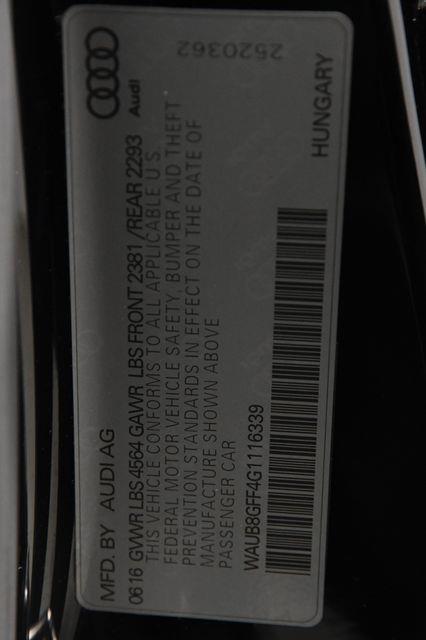 MFD. BY AUDI AG
Audi
0616 GVWR LBS 4564 GAWR LBS FRONT 2381 /REAR 2293
THIS VEHICLE CONFORMS TO ALL APPLICABLE U S
FEDERAL MOTOR VEHICLE SAFETY, BUMPER AND THEFT
PREVENTION STANDARDS IN EFFECT ON THE DATE OF
MANUFACTURE SHOWN ABOVE
PASSENGER CAR
WAUB8GFF4G1116339
HUNGARY
2520362